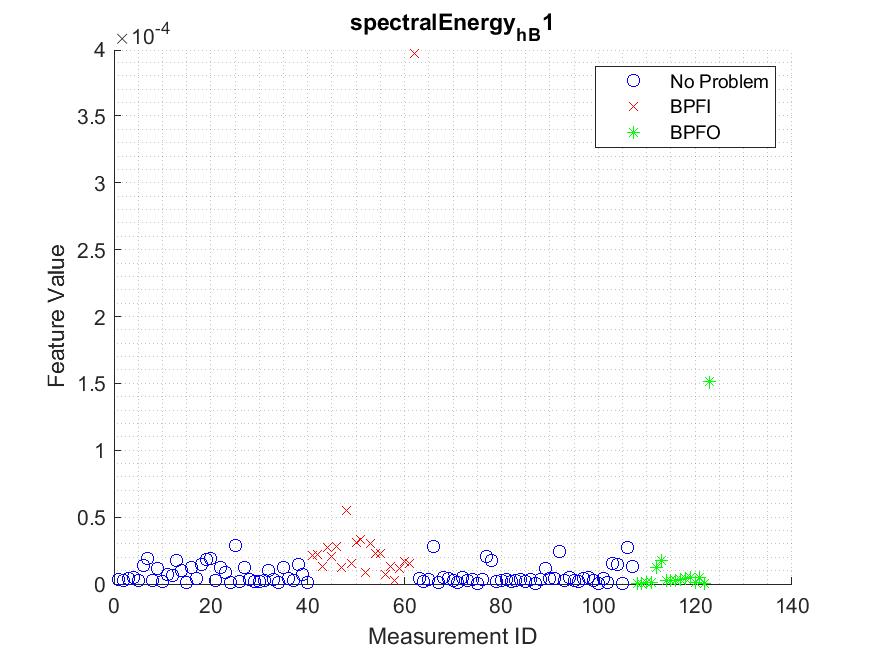 spectralEnergy_hB1
×10^-4
4
3.5
3
2.5
2
1.5
1
0.5
0
Feature Value
No Problem
BPFI
BPFO
0 20 40 60 80 100 120 140
Measurement ID